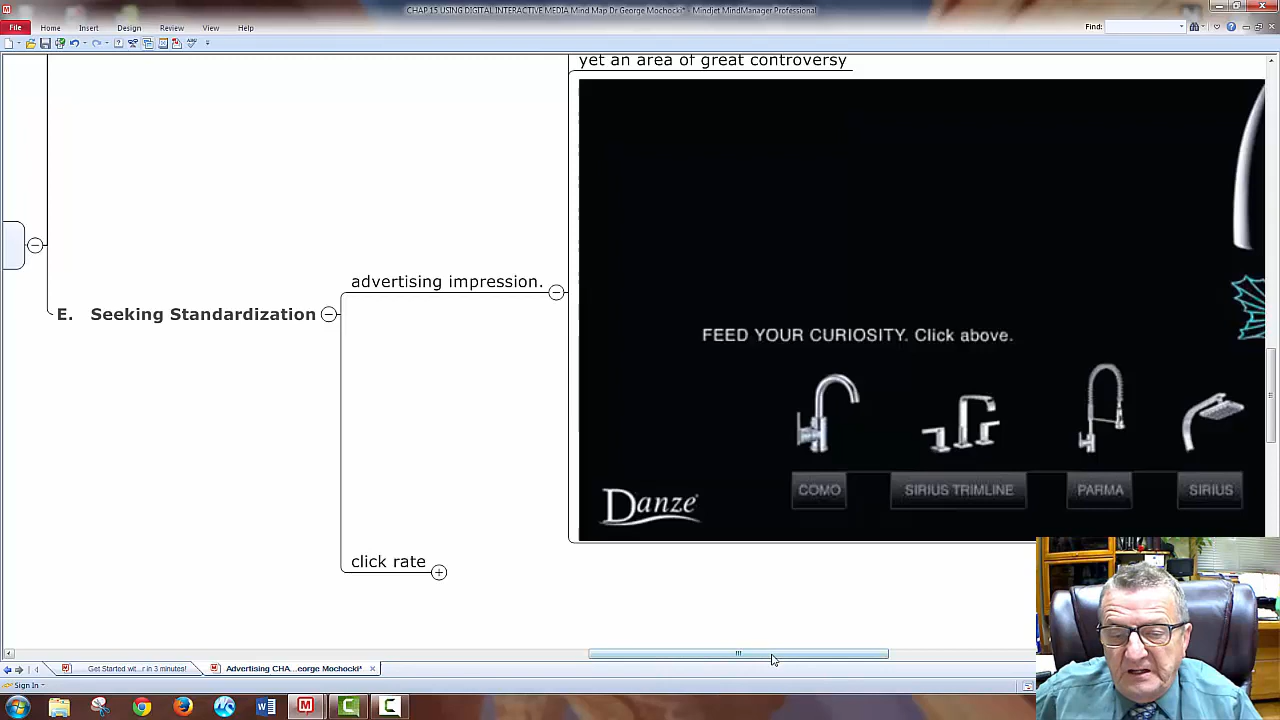 CHAP 15 USING DIGITAL INTERACTIVE MEDIA Mind Map Dr George Mochocki* - Mindjet MindManager Professional
File Home Insert Design Review View
Find:
yet an area of great controversy
advertising impression.
E. Seeking Standardization
FEED YOUR CURIOSITY. Click above.
COMO SIRIUS TRIMLINE PARMA SIRIUS
Danze
click rate
Get Started wit...r in 3 minutes! Advertising CHA...eorge Mochocki*
Sign In